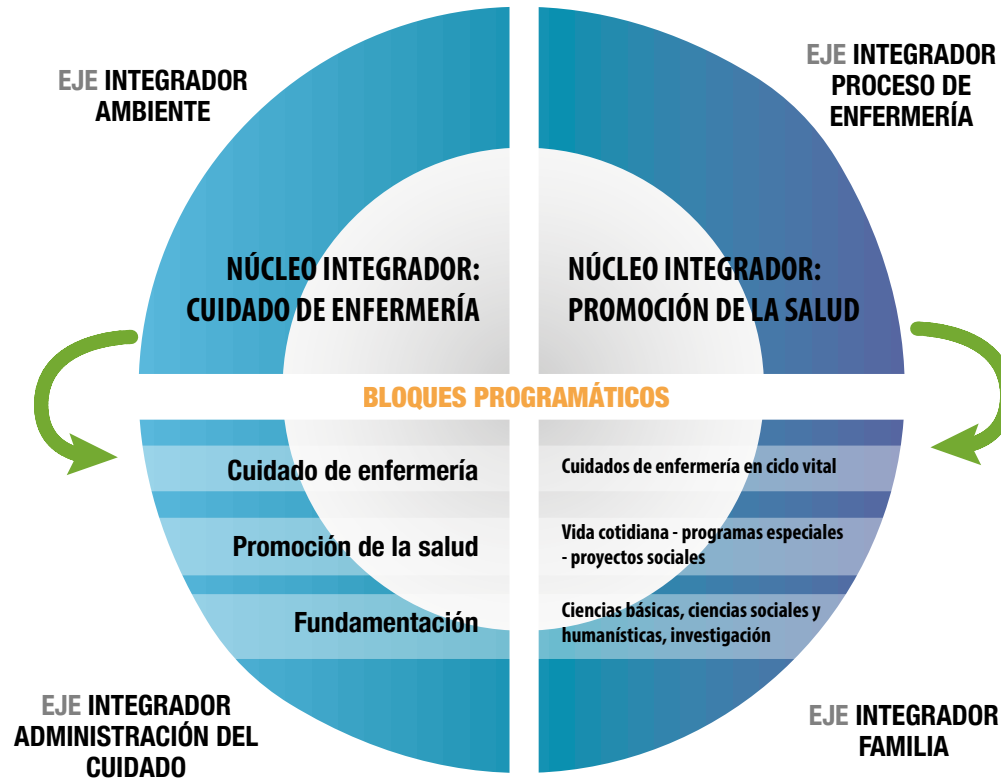 EJE INTEGRADOR
AMBIENTE
EJE INTEGRADOR
PROCESO DE
ENFERMERÍA
NÚCLEO INTEGRADOR:
CUIDADO DE ENFERMERÍA
NÚCLEO INTEGRADOR:
PROMOCIÓN DE LA SALUD
BLOQUES PROGRAMÁTICOS
Cuidado de enfermería
Cuidados de enfermería en ciclo vital
Promoción de la salud
Vida cotidiana - programas especiales
- proyectos sociales
Fundamentación
Ciencias básicas, ciencias sociales y
humanísticas, investigación
EJE INTEGRADOR
ADMINISTRACIÓN DEL
CUIDADO
EJE INTEGRADOR
FAMILIA